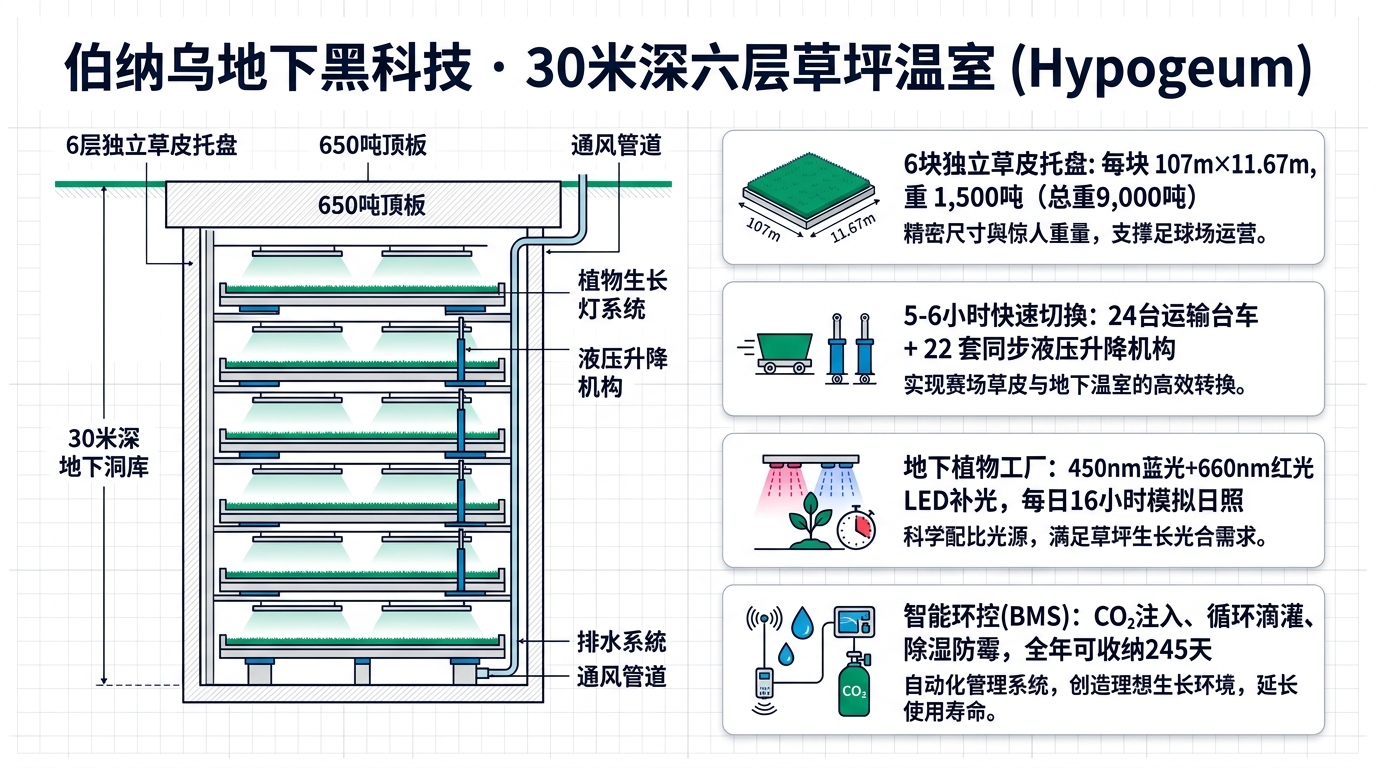 伯纳乌地下黑科技 · 30米深六层草坪温室 (Hypogeum)
6层独立草皮托盘
650吨顶板
通风管道
650吨顶板
植物生长
灯系统
液压升降
机构
30米深
地下洞库
排水系統
通风管道
107m
11.67m
6块独立草皮托盘: 每块 107m×11.67m,
重 1,500吨（总重9,000吨）
精密尺寸與惊人重量，支撑足球场运营。
5-6小时快速切换：24台运输台车
+ 22 套同步液压升降机构
实现赛场草皮与地下温室的高效转换。
地下植物工厂：450nm蓝光+660nm红光
LED补光，每日16小时模拟日照
科学配比光源，满足草坪生长光合需求。
CO₂
智能环控(BMS)：CO₂注入、循环滴灌、
除湿防霉，全年可收纳245天
自动化管理系统，创造理想生长环境，延长
使用寿命。